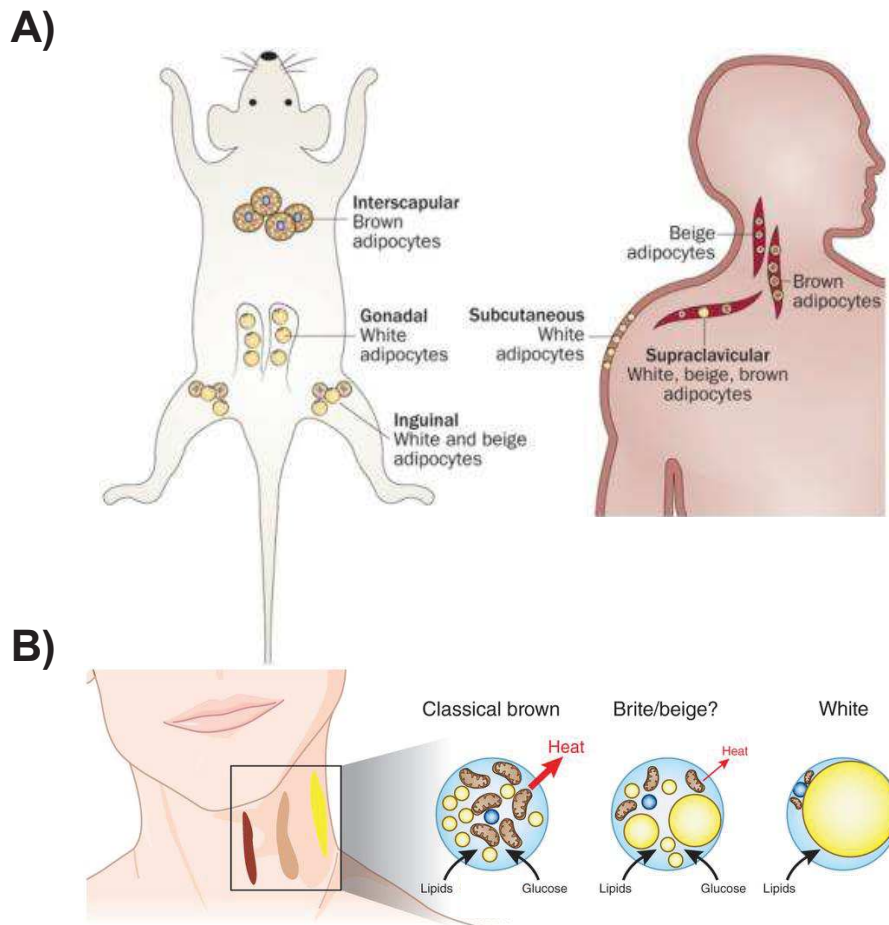 A)
Interscapular
Brown
adipocytes
Gonadal
White
adipocytes
Inguinal
White and beige
adipocytes
Beige
adipocytes
Brown
adipocytes
Subcutaneous
White
adipocytes
Supraclavicular
White, beige, brown
adipocytes
B)
Classical brown
Heat
Lipids
Glucose
Brite/beige?
Heat
Lipids
Glucose
White
Lipids